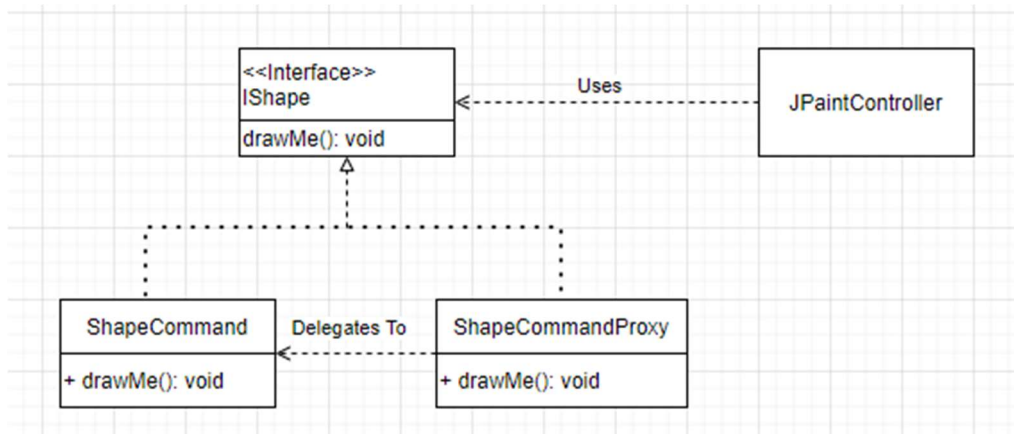 <<Interface>>
IShape
drawMe(): void
Uses
JPaintController
ShapeCommand
+ drawMe(): void
Delegates To
ShapeCommandProxy
+ drawMe(): void